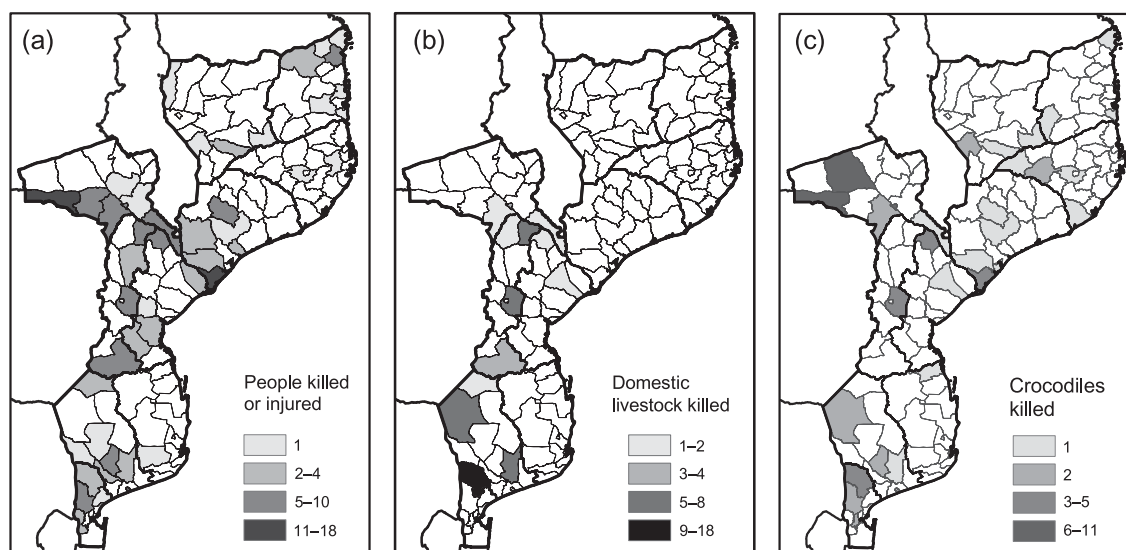 (a)
People killed
or injured
1
2–4
5–10
11–18
(b)
Domestic
livestock killed
1–2
3–4
5–8
9–18
(c)
Crocodiles
killed
1
2
3–5
6–11